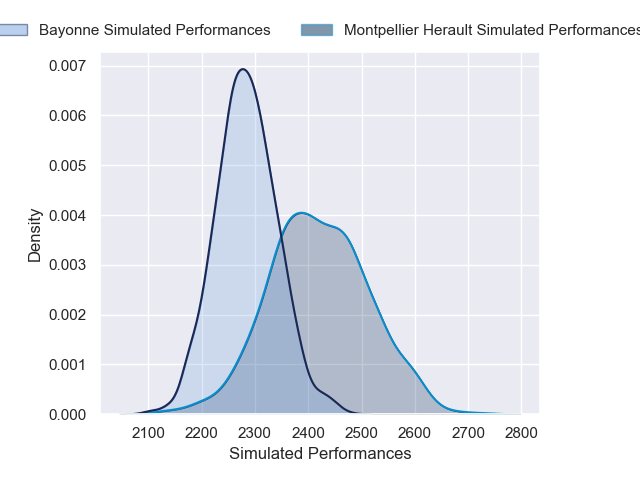 Bayonne Simulated Performances
Montpellier Herault Simulated Performances
0.007
0.006
0.005
0.004
0.003
0.002
0.001
0.000
Density
2100 2200 2300 2400 2500 2600 2700 2800
Simulated Performances